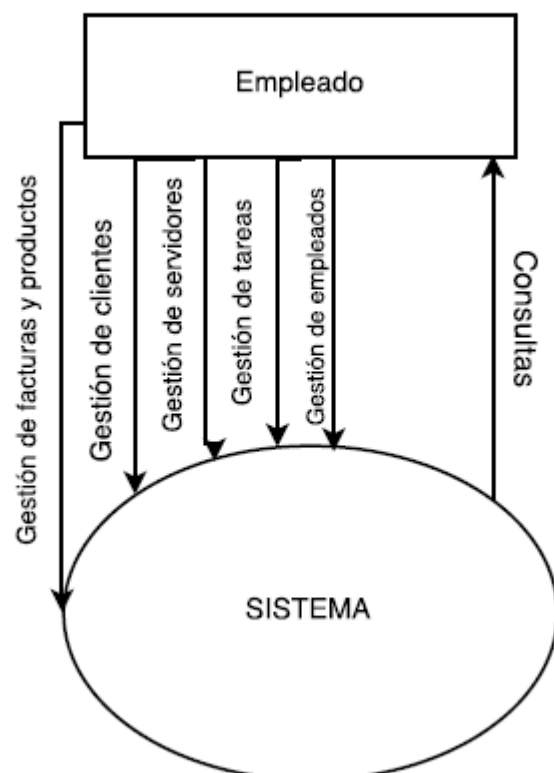 Empleado
Gestión de facturas y productos
Gestión de clientes
Gestión de servidores
Gestión de tareas
Gestión de empleados
Consultas
SISTEMA